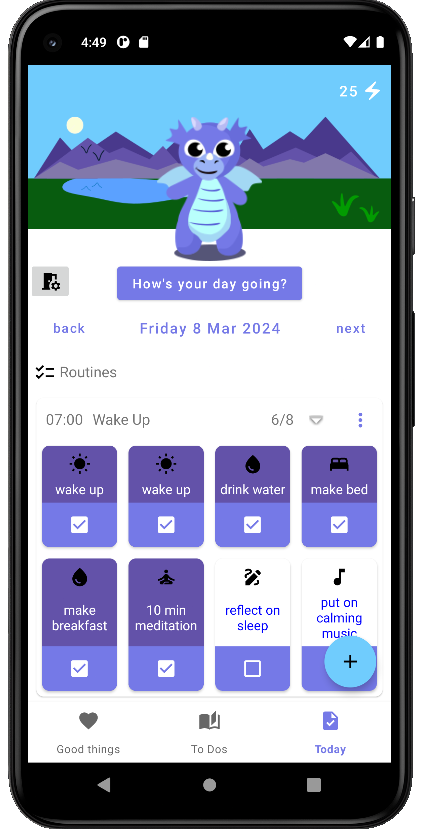 4:49
25
How's your day going?
back Friday 8 Mar 2024 next
Routines
07:00 Wake Up 6/8
wake up
wake up
drink water
make bed
make
breakfast
10 min
meditation
reflect on
sleep
put on
calming
music
+
Good things
To Dos
Today